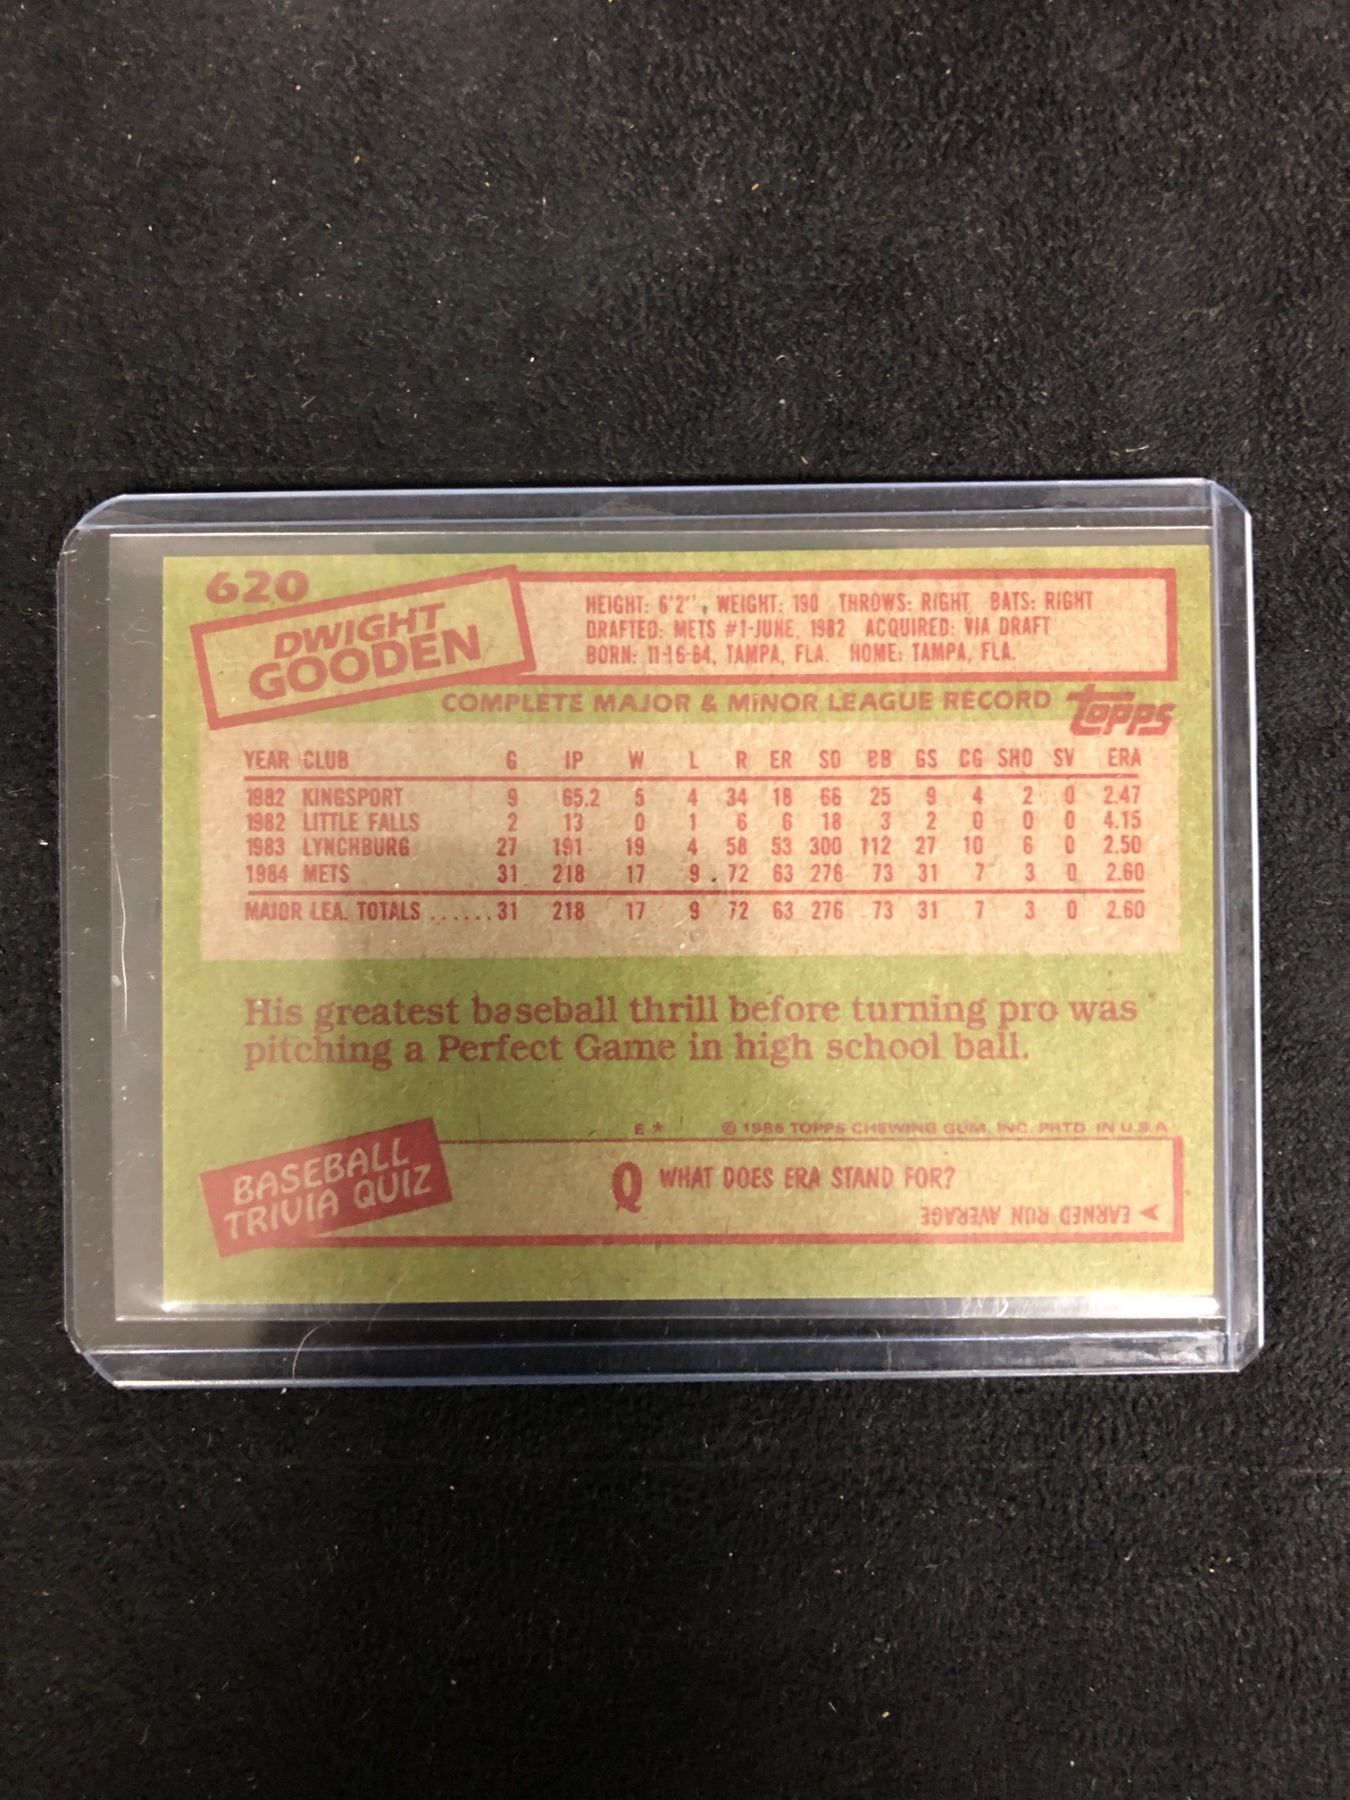 620
DWIGHT
GOODEN
HEIGHT: 6'2" WEIGHT: 190 THROWS: RIGHT BATS: RIGHT
DRAFTED: METS #1-JUNE, 1982 ACQUIRED: VIA DRAFT
BORN: 11-16-64, TAMPA, FLA. HOME: TAMPA, FLA.
COMPLETE MAJOR & MINOR LEAGUE RECORD
topps
YEAR CLUB G IP W L R ER SO BB GS CG SHO SV ERA
1982 KINGSPORT 9 65.2 5 4 34 18 66 25 9 4 2 0 2.47
1982 LITTLE FALLS 2 13 0 1 6 6 18 3 2 0 0 0 4.15
1983 LYNCHBURG 27 191 19 4 58 53 300 112 27 10 6 0 2.50
1984 METS 31 218 17 9 72 63 276 73 31 7 3 0 2.60
MAJOR LEA. TOTALS ......31 218 17 9 72 63 276 73 31 7 3 0 2.60
His greatest baseball thrill before turning pro was
pitching a Perfect Game in high school ball.
E* © 1985 TOPPS CHEWING GUM, INC. PRTD. IN U.S.A.
BASEBALL
TRIVIA QUIZ
Q WHAT DOES ERA STAND FOR?
EARNED RUN AVERAGE